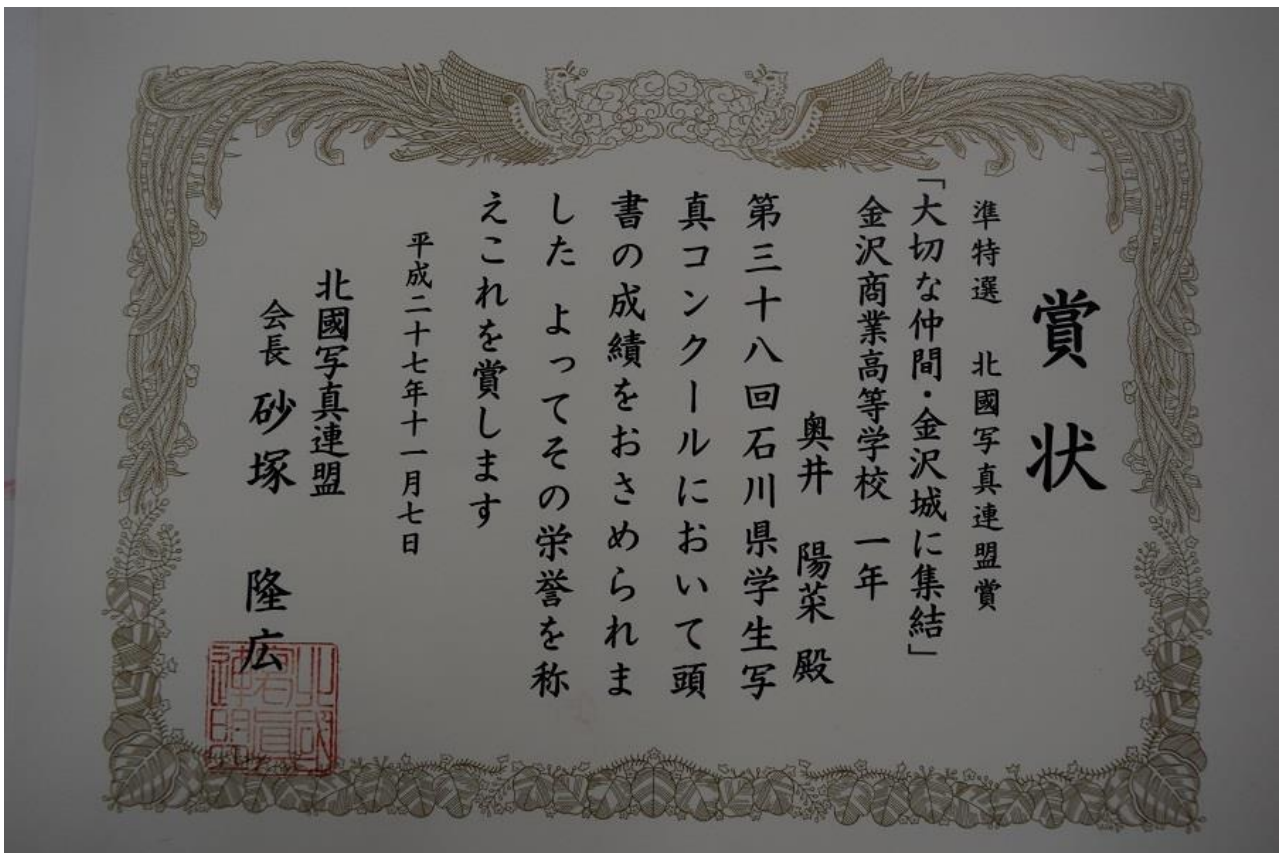 賞状
準特選 北國写真連盟賞
「大切な仲間・金沢城に集結」
金沢商業高等学校 一年
奥井 陽菜 殿
第三十八回石川県学生写
真コンクールにおいて頭
書の成績をおさめられま
した よってその栄誉を称
えこれを賞します
平成二十七年十一月七日
北國写真連盟
会長 砂塚 隆広